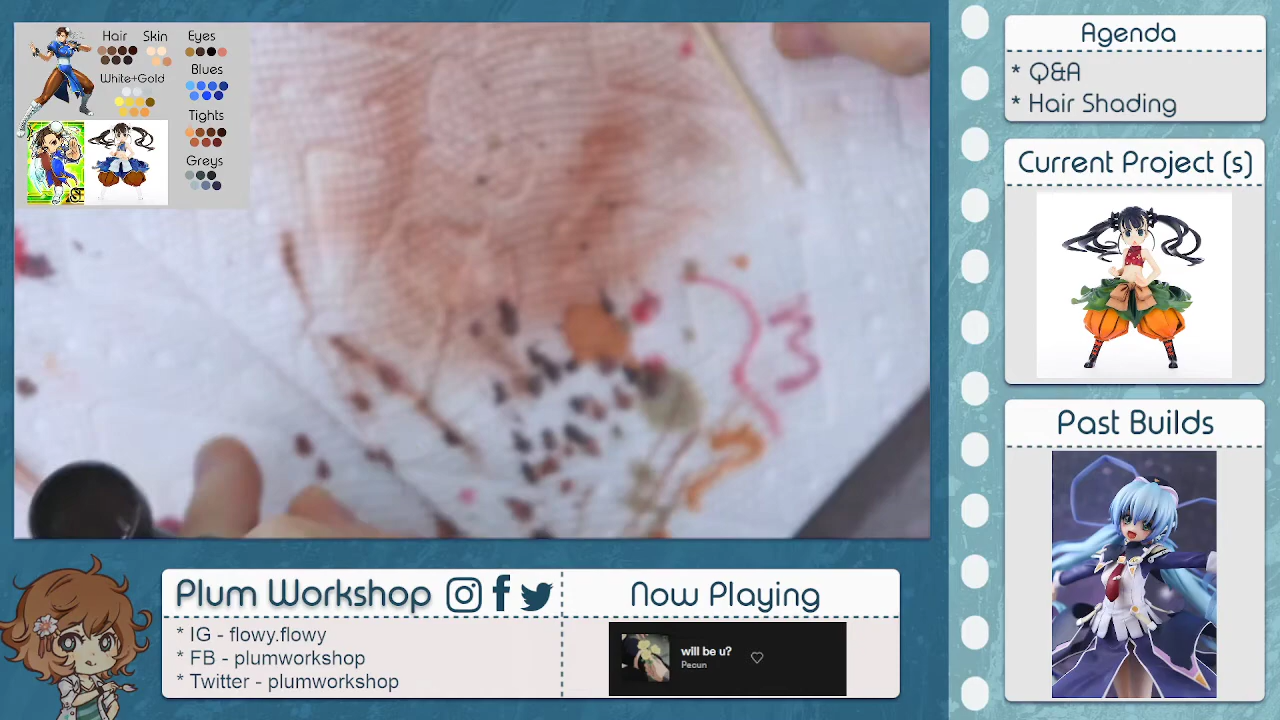 Hair Skin Eyes
White+Gold
Blues
Tights
Greys
Agenda
* Q&A
* Hair Shading
Current Project (s)
Past Builds
Plum Workshop
* IG - flowy.flowy
* FB - plumworkshop
* Twitter - plumworkshop
Now Playing
will be u?
Pecun